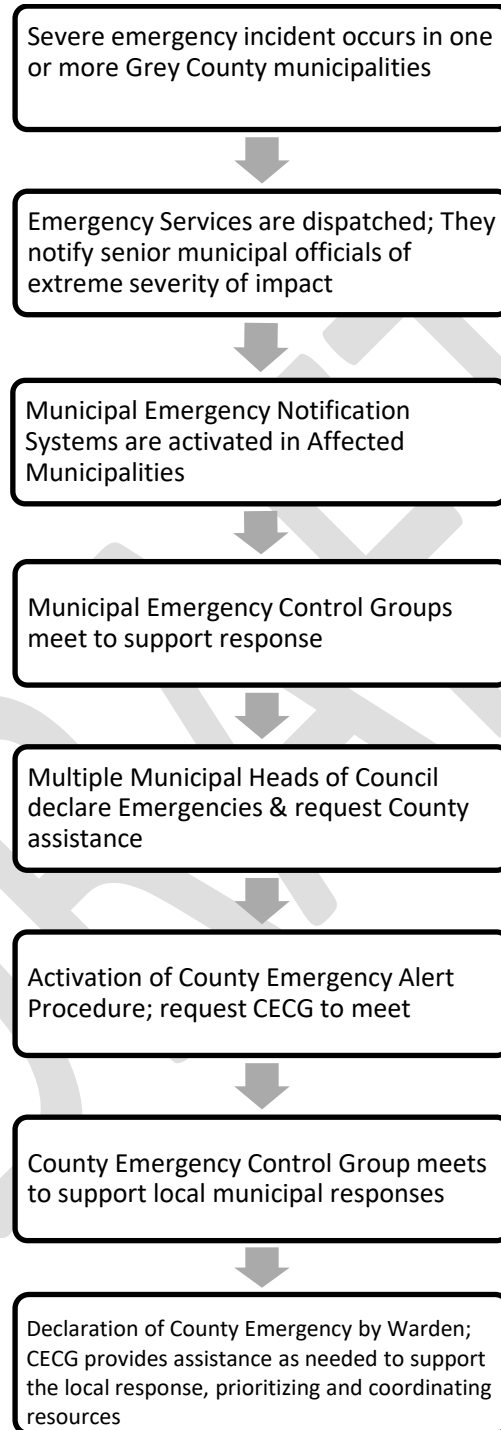 Severe emergency incident occurs in one
or more Grey County municipalities
Emergency Services are dispatched; They
notify senior municipal officials of
extreme severity of impact
Municipal Emergency Notification
Systems are activated in Affected
Municipalities
Municipal Emergency Control Groups
meet to support response
Multiple Municipal Heads of Council
declare Emergencies & request County
assistance
Activation of County Emergency Alert
Procedure; request CECG to meet
County Emergency Control Group meets
to support local municipal responses
Declaration of County Emergency by Warden;
CECG provides assistance as needed to support
the local response, prioritizing and coordinating
resources